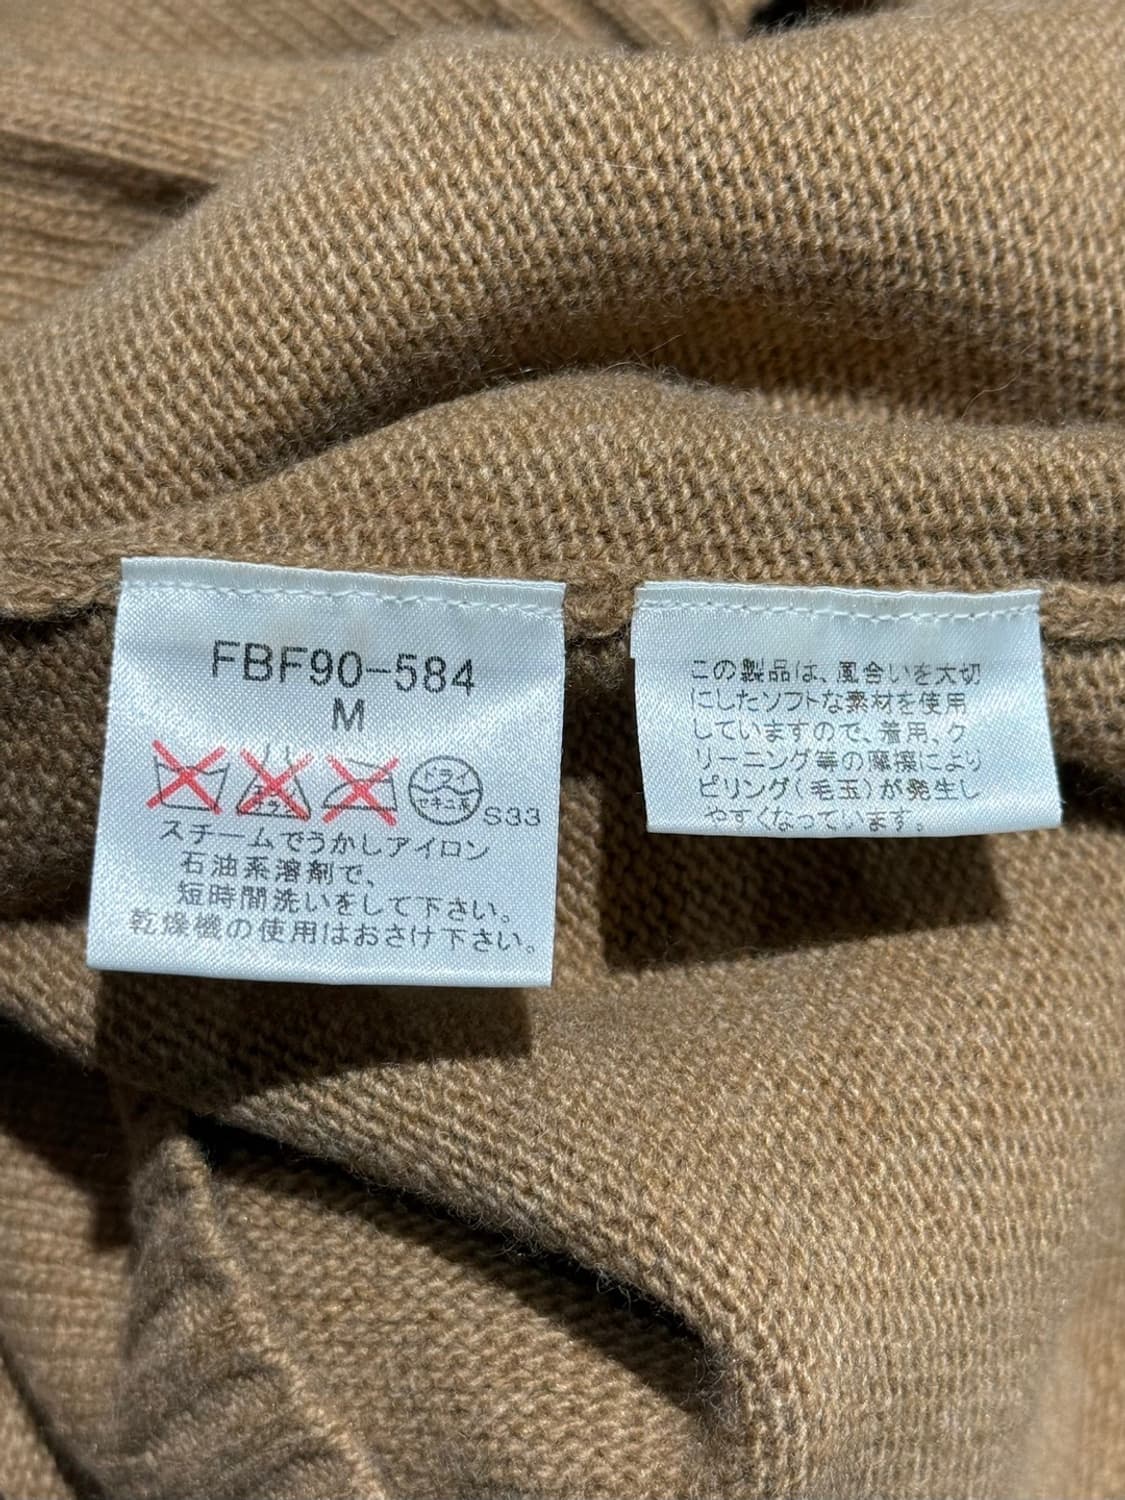 FBF90-584
M
エンソサラシ
ドライ
セキユ系
S33
スチームでうかしアイロン
石油系溶剤で、
短時間洗いをして下さい。
乾燥機の使用はおさけ下さい。
この製品は、風合いを大切
にしたソフトな素材を使用
していますので、着用、ク
リーニング等の摩擦により
ピリング(毛玉)が発生し
やすくなっています。